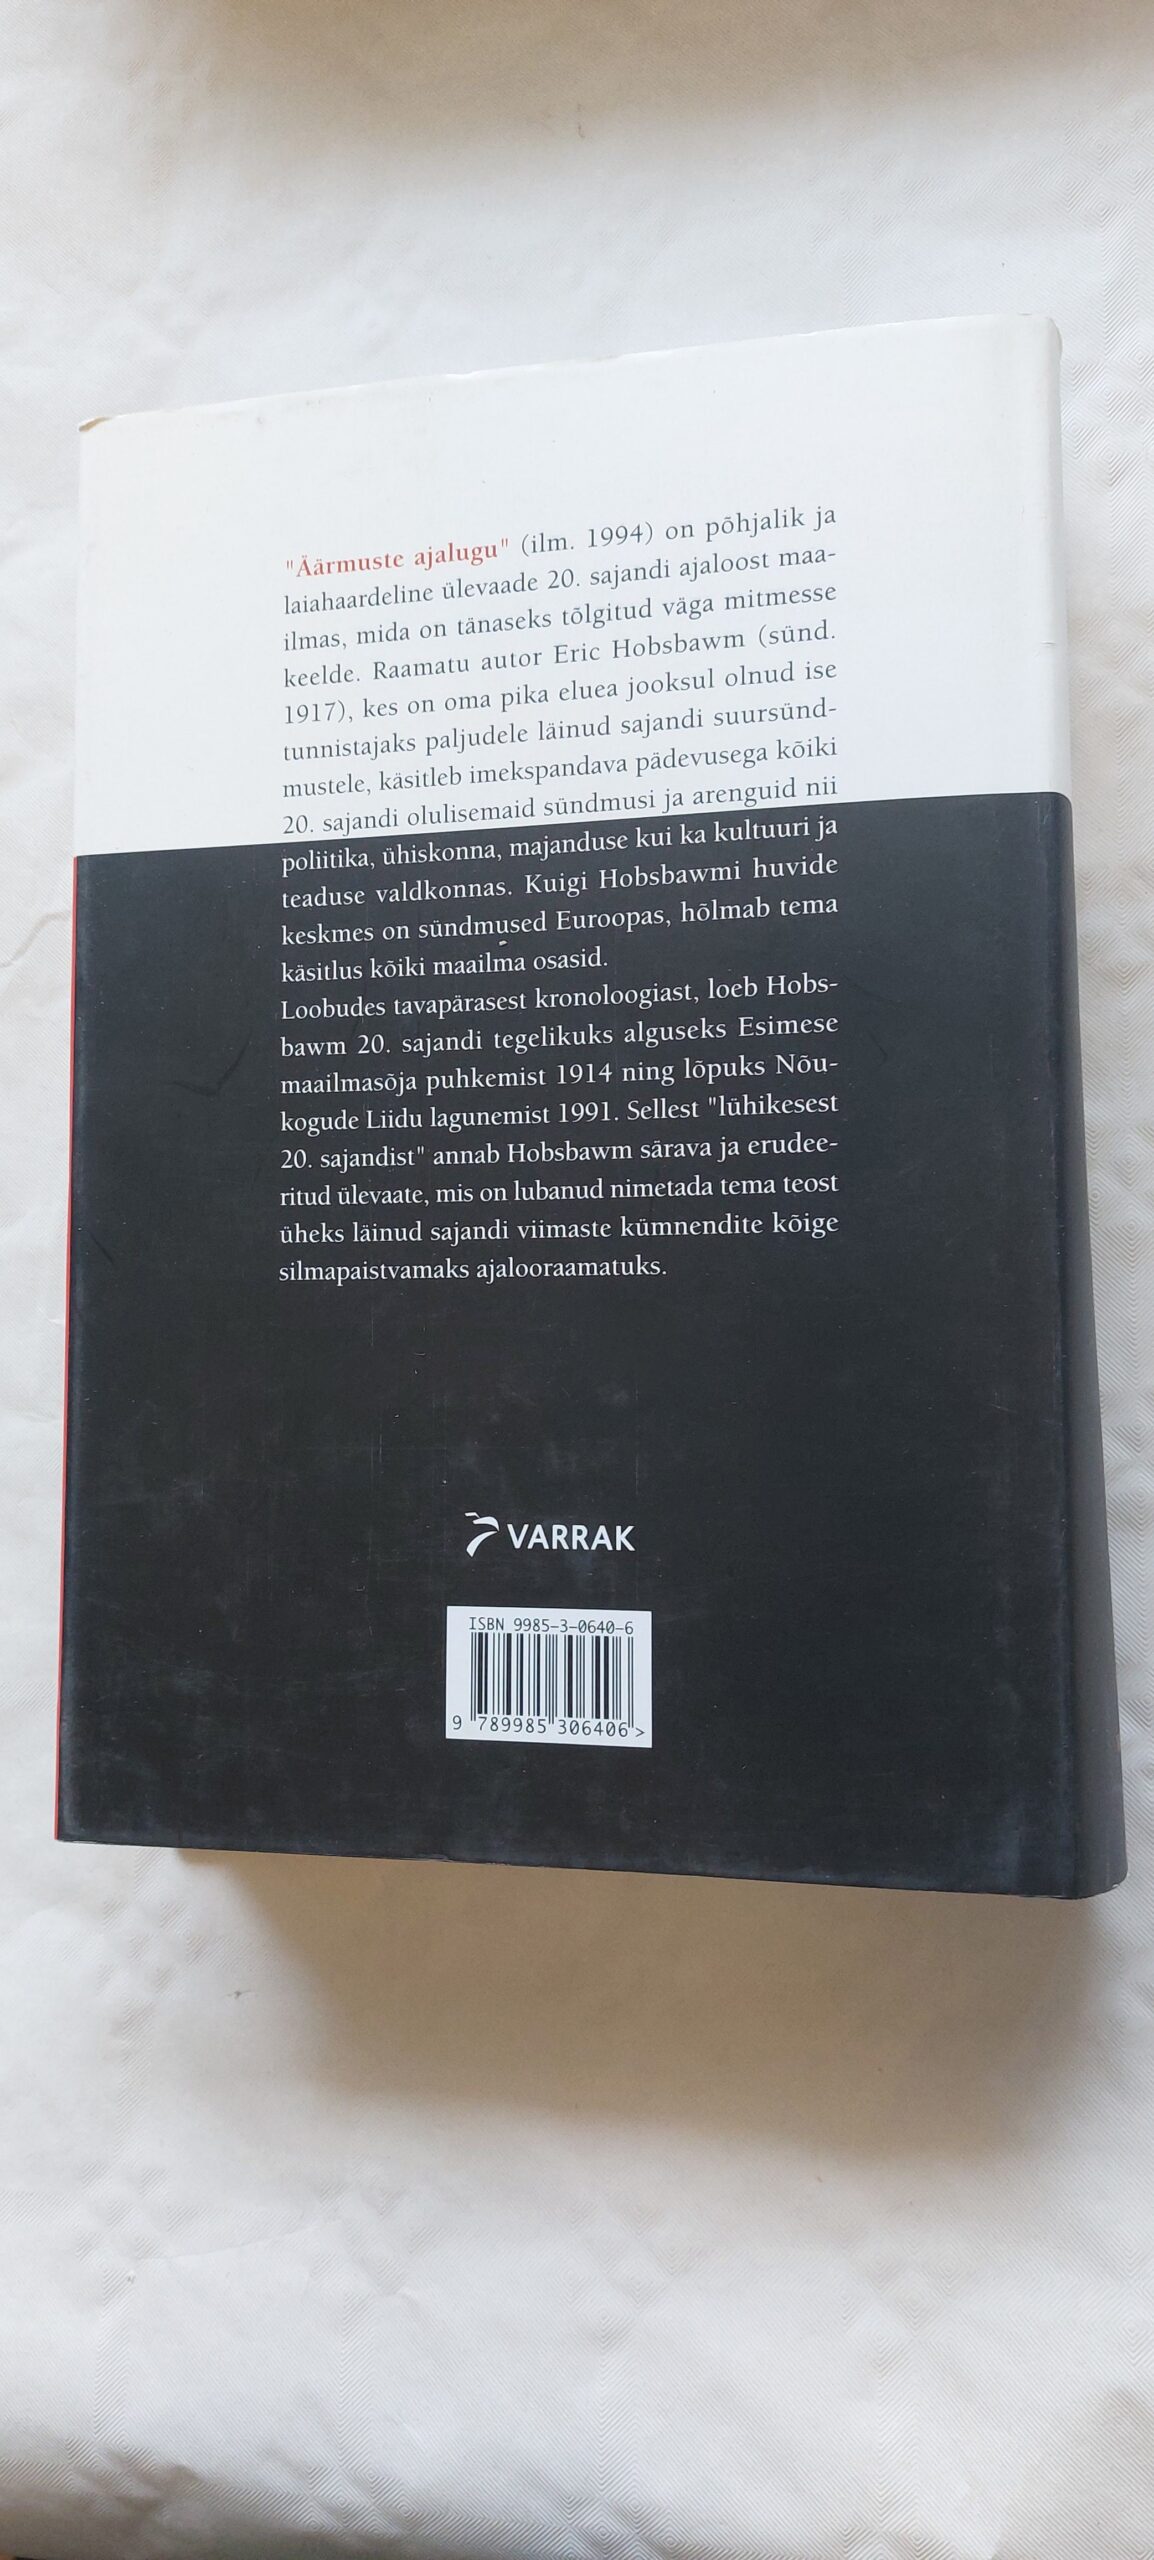 "Äärmuste ajalugu" (ilm. 1994) on põhjalik ja
laiahaardeline ülevaade 20. sajandi ajaloost maa-
ilmas, mida on tänaseks tõlgitud väga mitmesse
keelde. Raamatu autor Eric Hobsbawm (sünd.
1917), kes on oma pika eluea jooksul olnud ise
tunnistajaks paljudele läinud sajandi suursünd-
mustele, käsitleb imekspandava pädevusega kõiki
20. sajandi olulisemaid sündmusi ja arenguid nii
poliitika, ühiskonna, majanduse kui ka kultuuri ja
teaduse valdkonnas. Kuigi Hobsbawmi huvide
keskmes on sündmused Euroopas, hõlmab tema
käsitlus kõiki maailma osasid.
Loobudes tavapärasest kronoloogiast, loeb Hobs-
bawm 20. sajandi tegelikuks alguseks Esimese
maailmasõja puhkemist 1914 ning lõpuks Nõu-
kogude Liidu lagunemist 1991. Sellest "lühikesest
20. sajandist" annab Hobsbawm särava ja erudee-
ritud ülevaate, mis on lubanud nimetada tema teost
üheks läinud sajandi viimaste kümnendite kõige
silmapaistvamaks ajalooraamatuks.
VARRAK
ISBN 9985-3-0640-6
9 789985 306406 >